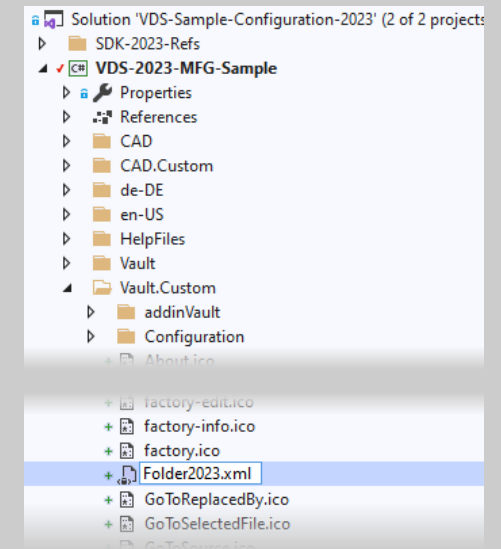 Solution 'VDS-Sample-Configuration-2023' (2 of 2 projects
SDK-2023-Refs
C# VDS-2023-MFG-Sample
Properties
References
CAD
CAD.Custom
de-DE
en-US
HelpFiles
Vault
Vault.Custom
addinVault
Configuration
About.ico
factory-edit.ico
factory-info.ico
factory.ico
Folder2023.xml
GoToReplacedBy.ico
GoToSelectedFile.ico
GoToSource.ico